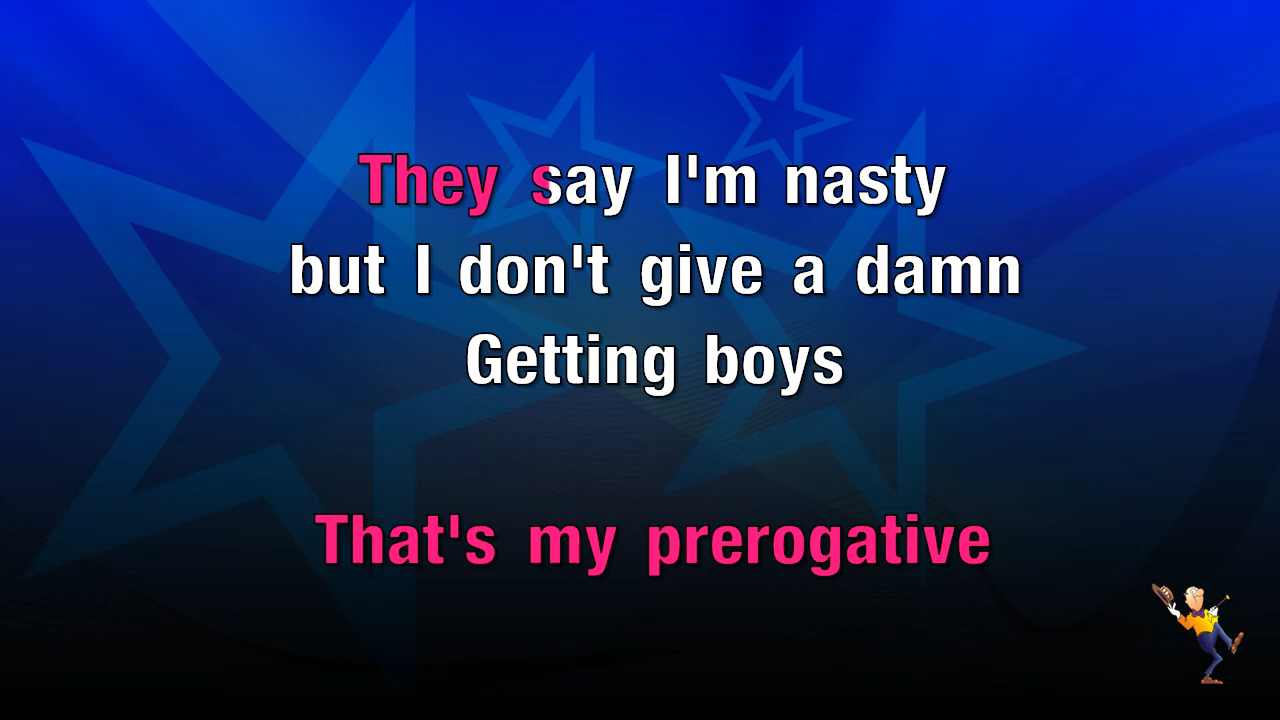 They say I'm nasty
but I don't give a damn
Getting boys
That's my prerogative